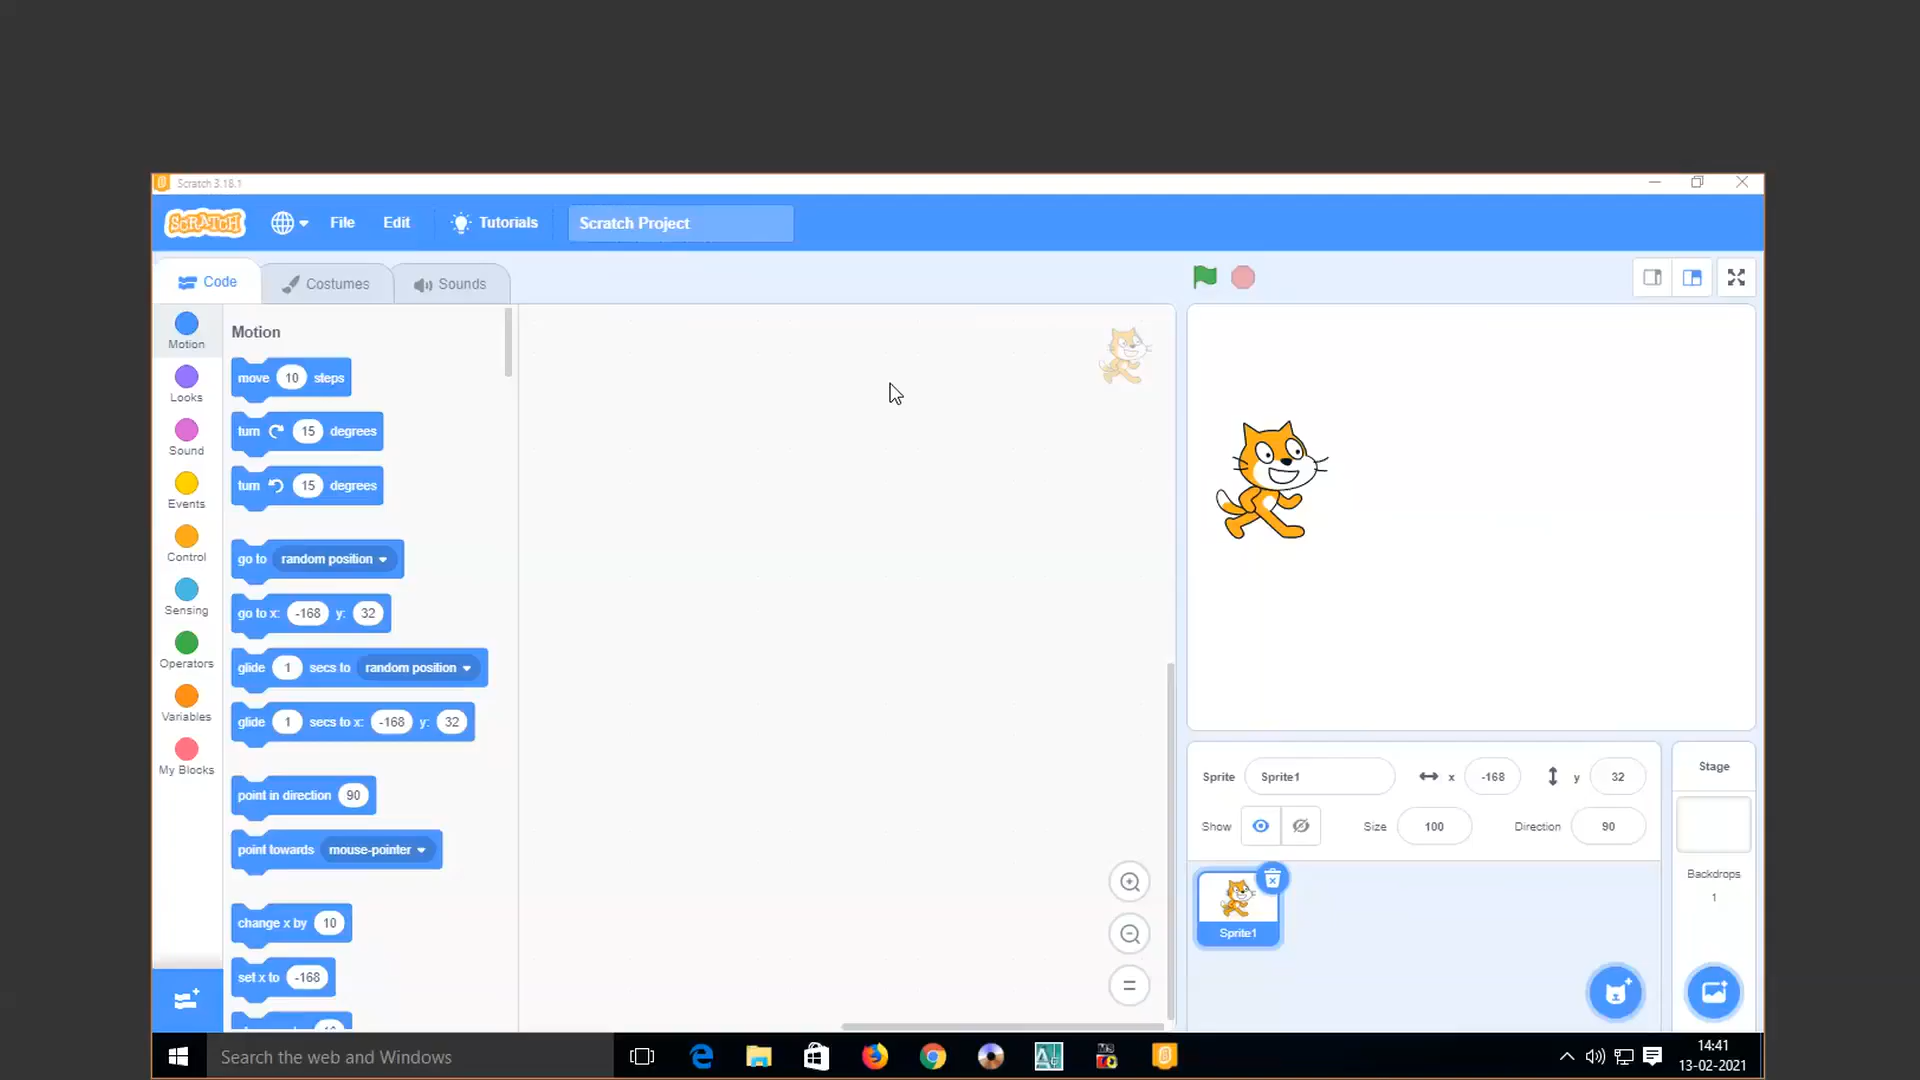 Scratch 3.18.1
SCRATCH
File
Edit
Tutorials
Scratch Project
Code
Costumes
Sounds
Motion
Looks
Sound
Events
Control
Sensing
Operators
Variables
My Blocks
Motion
move 10 steps
turn 15 degrees
turn 15 degrees
go to random position
go to x: -168 y: 32
glide 1 secs to random position
glide 1 secs to x: -168 y: 32
point in direction 90
point towards mouse-pointer
change x by 10
set x to -168
Sprite Sprite1 x -168 y 32
Show Size 100 Direction 90
Sprite1
Stage
Backdrops
1
Search the web and Windows
14:41
13-02-2021